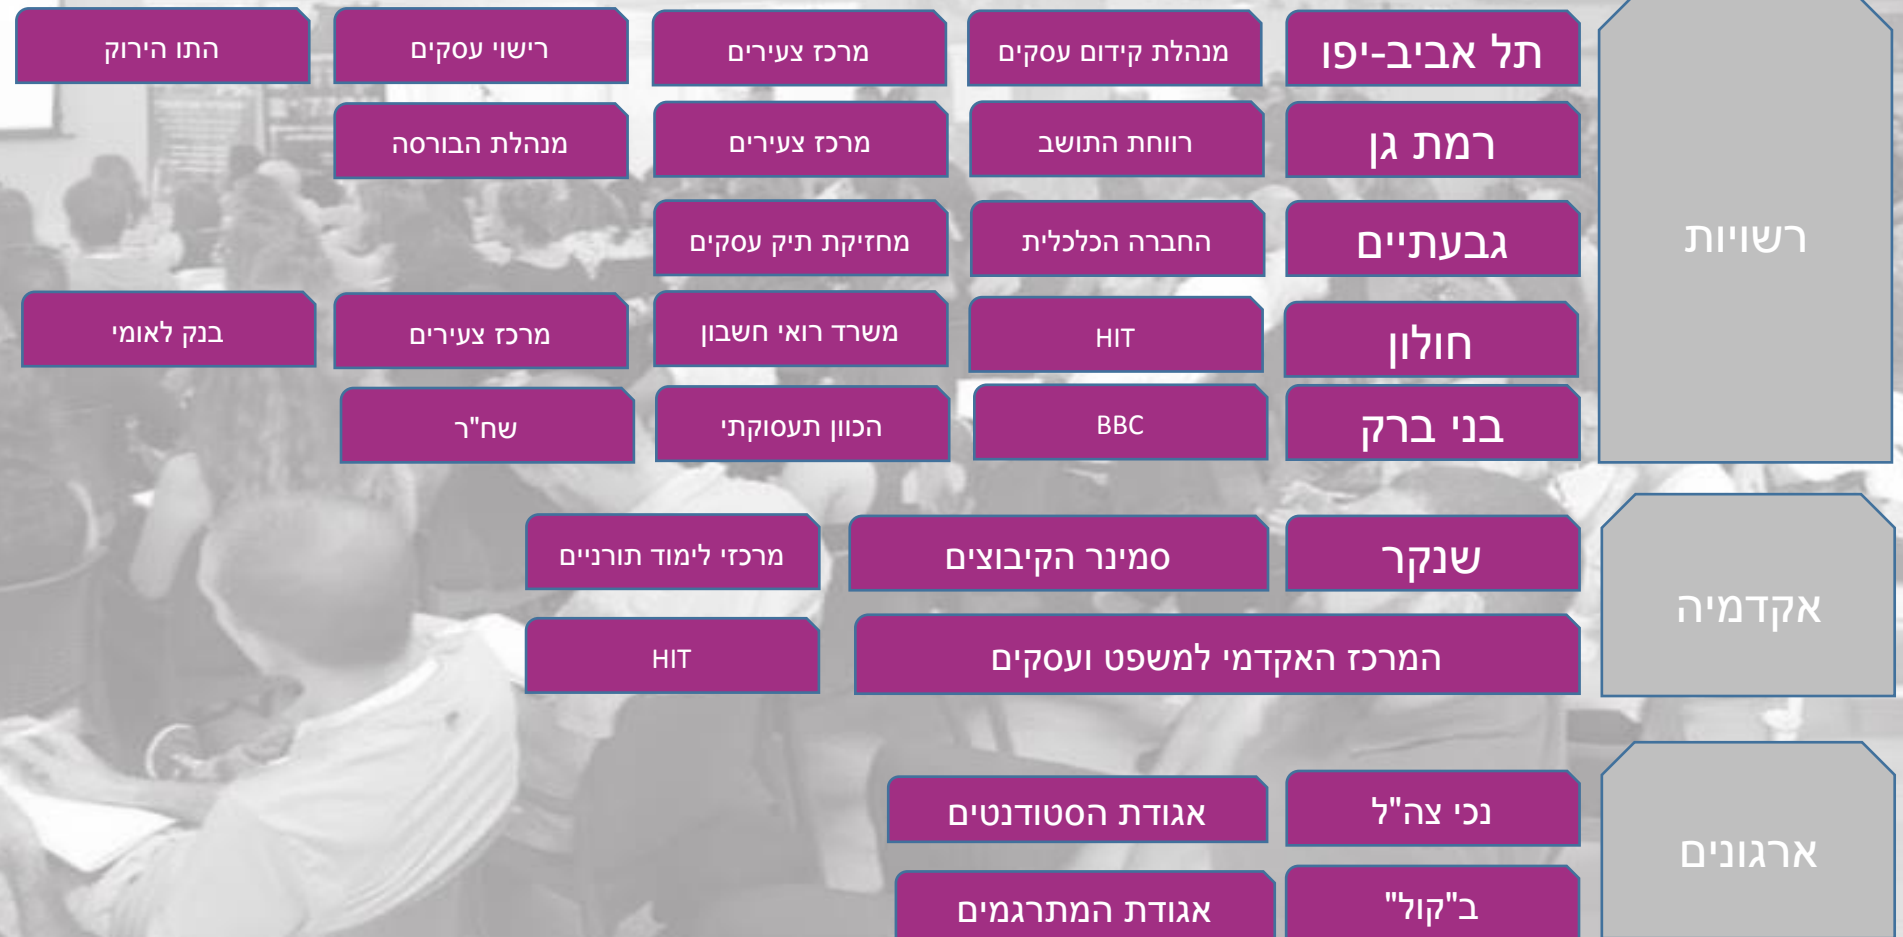 רשויות
תל אביב-יפו
מנהלת קידום עסקים
מרכז צעירים
רישוי עסקים
התו הירוק
רמת גן
רווחת התושב
מרכז צעירים
מנהלת הבורסה
גבעתיים
החברה הכלכלית
מחזיקת תיק עסקים
חולון
HIT
משרד רואי חשבון
מרכז צעירים
בנק לאומי
בני ברק
BBC
הכוון תעסוקתי
שח"ר
אקדמיה
שנקר
סמינר הקיבוצים
מרכזי לימוד תורניים
המרכז האקדמי למשפט ועסקים
HIT
ארגונים
נכי צה"ל
אגודת הסטודנטים
ב"קול"
אגודת המתרגמים